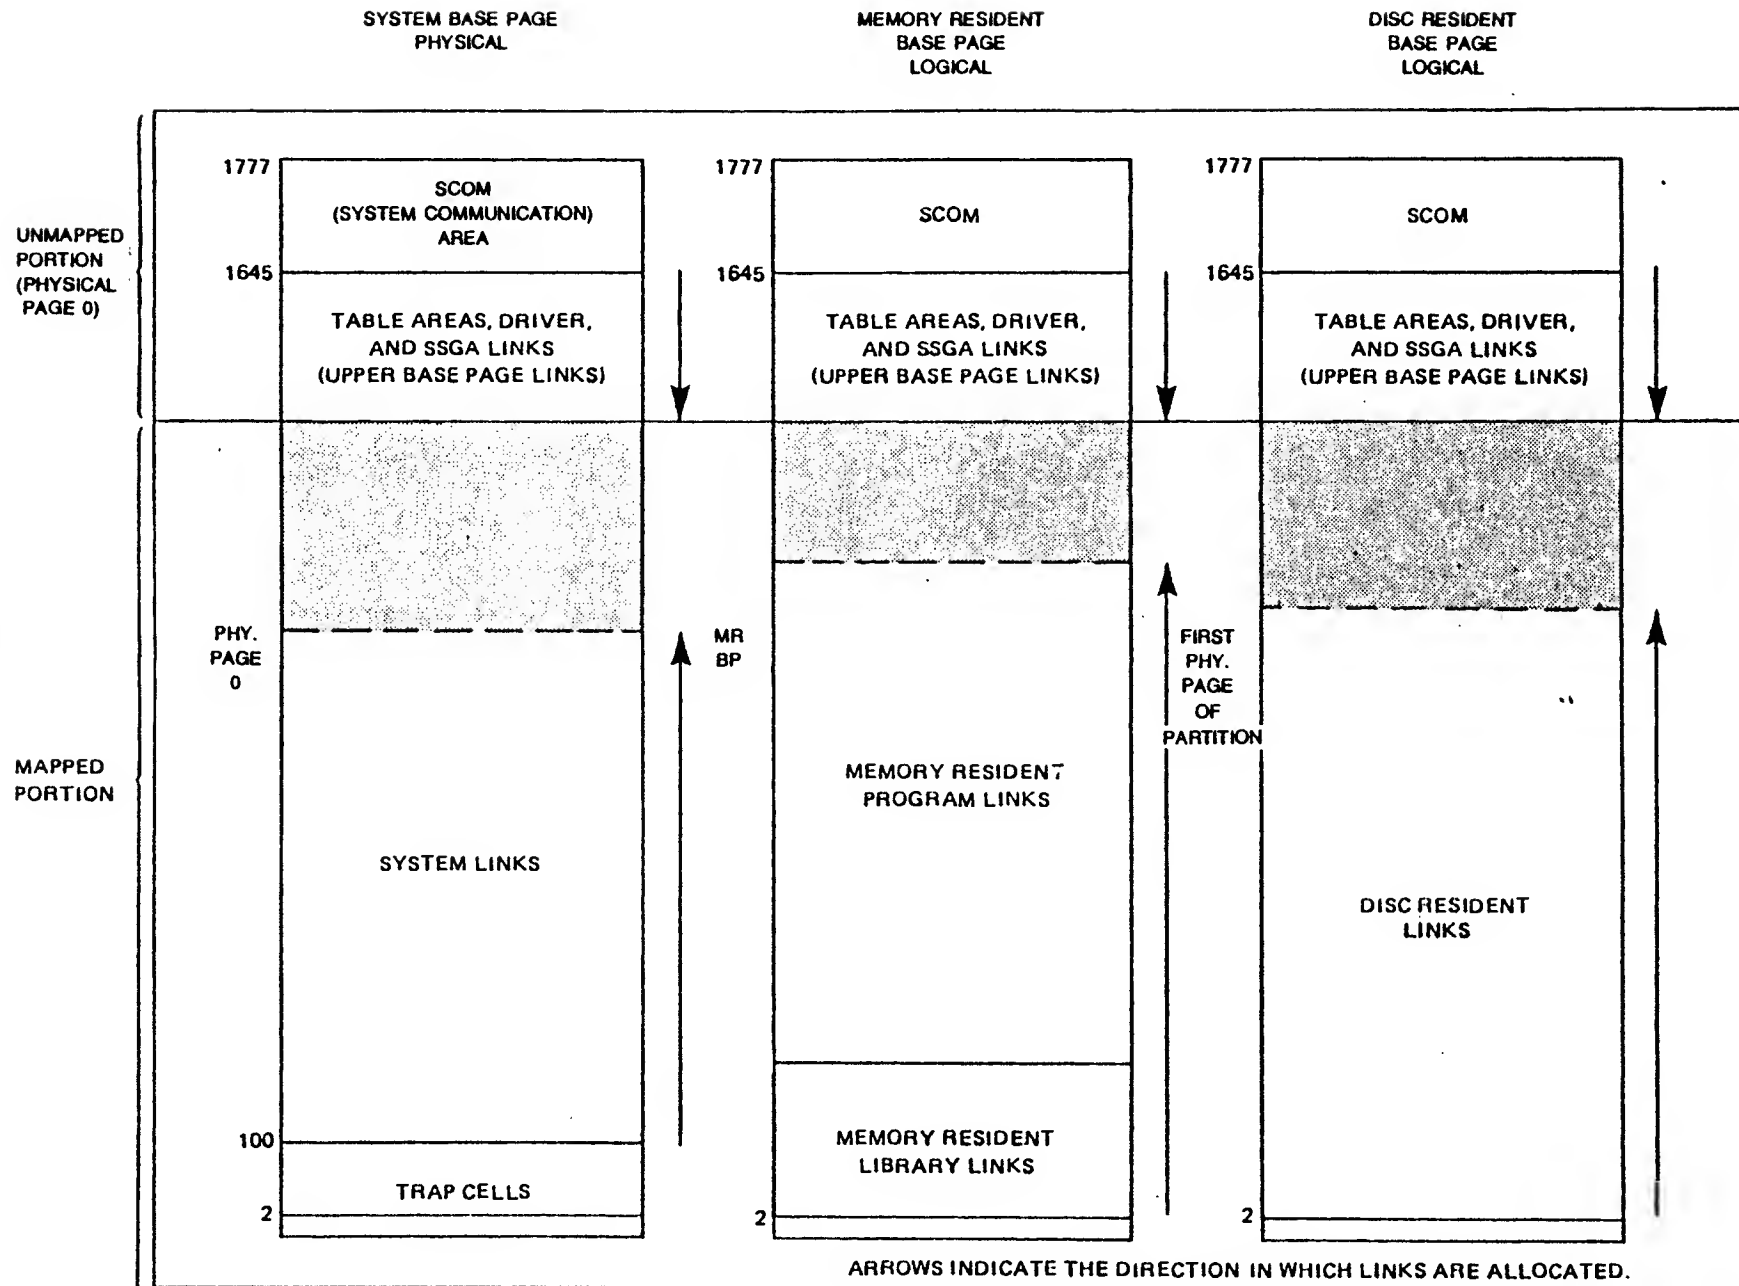 SYSTEM BASE PAGE
PHYSICAL
MEMORY RESIDENT
BASE PAGE
LOGICAL
DISC RESIDENT
BASE PAGE
LOGICAL
UNMAPPED
PORTION
(PHYSICAL
PAGE 0)
1777
SCOM
(SYSTEM COMMUNICATION)
AREA
1645
TABLE AREAS, DRIVER,
AND SSGA LINKS
(UPPER BASE PAGE LINKS)
1777
SCOM
1645
TABLE AREAS, DRIVER,
AND SSGA LINKS
(UPPER BASE PAGE LINKS)
1777
SCOM
1645
TABLE AREAS, DRIVER,
AND SSGA LINKS
(UPPER BASE PAGE LINKS)
MAPPED
PORTION
PHY.
PAGE
0
SYSTEM LINKS
100
TRAP CELLS
2
MR
BP
MEMORY RESIDENT
PROGRAM LINKS
MEMORY RESIDENT
LIBRARY LINKS
2
FIRST
PHY.
PAGE
OF
PARTITION
DISC RESIDENT
LINKS
2
ARROWS INDICATE THE DIRECTION IN WHICH LINKS ARE ALLOCATED.